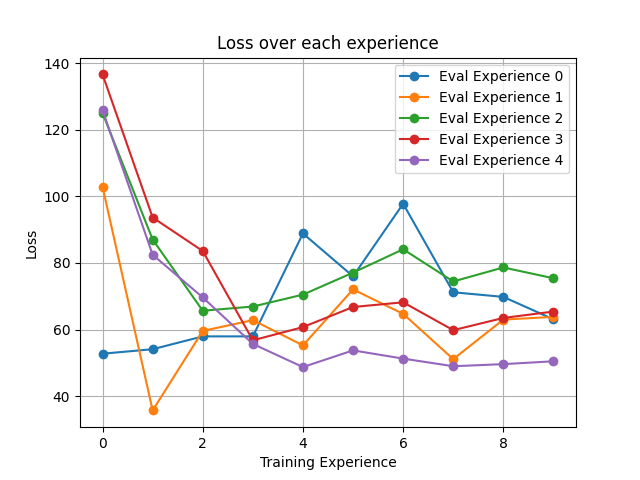 Loss over each experience
140
120
100
80
60
40
Loss
Eval Experience 0
Eval Experience 1
Eval Experience 2
Eval Experience 3
Eval Experience 4
0 2 4 6 8
Training Experience